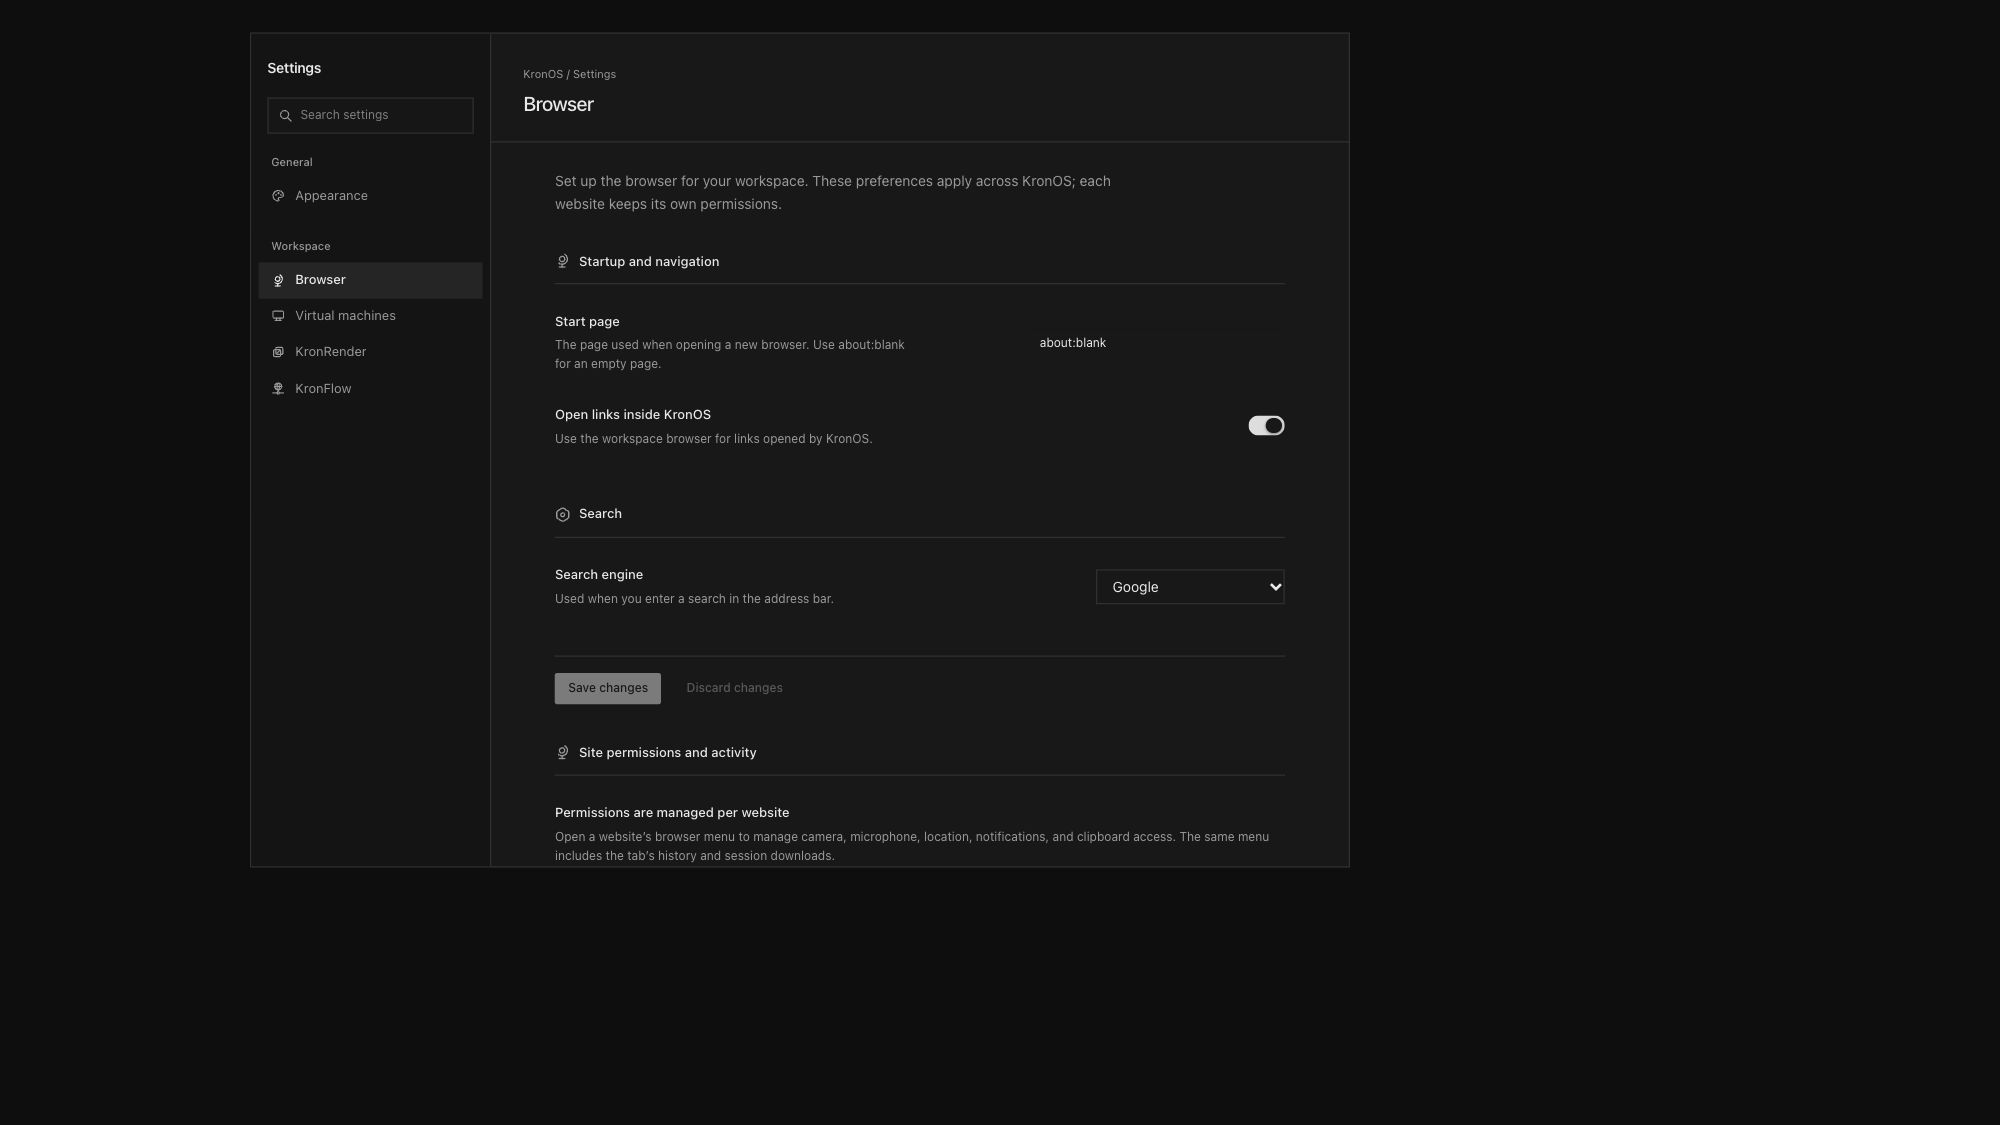 Settings
Search settings
General
Appearance
Workspace
Browser
Virtual machines
KronRender
KronFlow
KronOS / Settings
Browser
Set up the browser for your workspace. These preferences apply across KronOS; each
website keeps its own permissions.
Startup and navigation
Start page
The page used when opening a new browser. Use about:blank
for an empty page.
about:blank
Open links inside KronOS
Use the workspace browser for links opened by KronOS.
Search
Search engine
Used when you enter a search in the address bar.
Google
Save changes
Discard changes
Site permissions and activity
Permissions are managed per website
Open a website’s browser menu to manage camera, microphone, location, notifications, and clipboard access. The same menu
includes the tab’s history and session downloads.